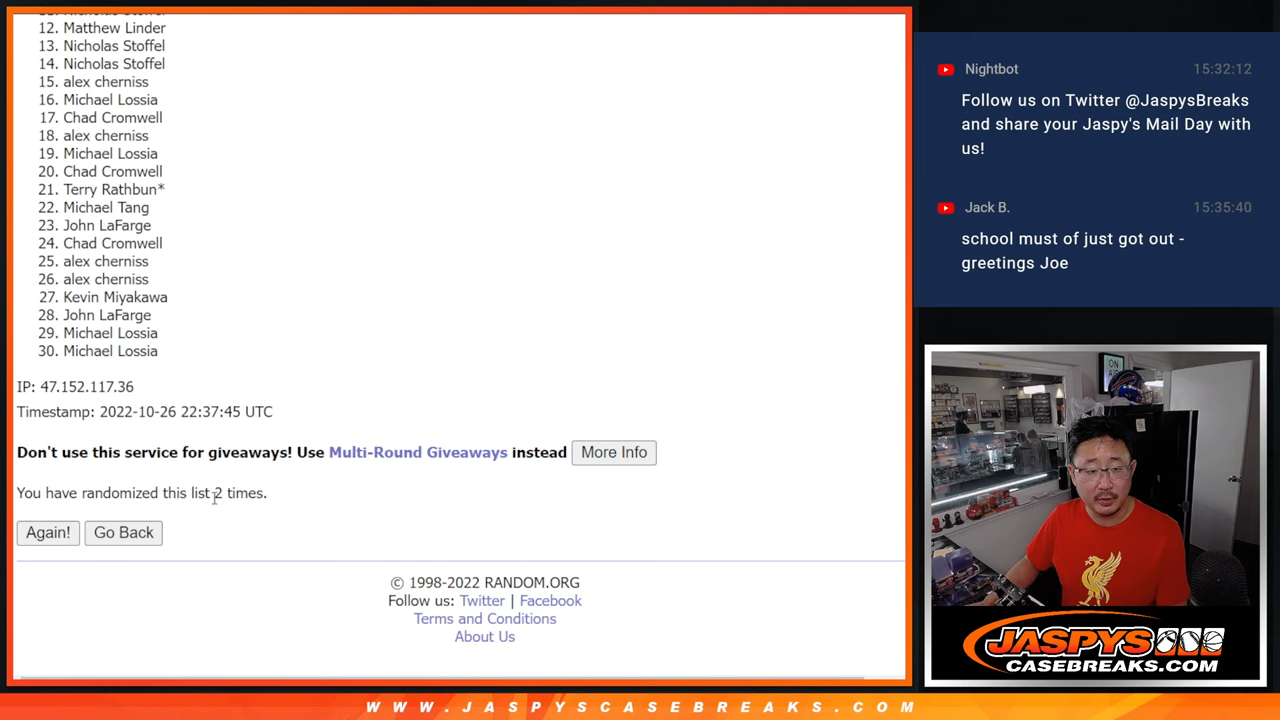 12. Matthew Linder
13. Nicholas Stoffel
14. Nicholas Stoffel
15. alex cherniss
16. Michael Lossia
17. Chad Cromwell
18. alex cherniss
19. Michael Lossia
20. Chad Cromwell
21. Terry Rathbun*
22. Michael Tang
23. John LaFarge
24. Chad Cromwell
25. alex cherniss
26. alex cherniss
27. Kevin Miyakawa
28. John LaFarge
29. Michael Lossia
30. Michael Lossia
IP: 47.152.117.36
Timestamp: 2022-10-26 22:37:45 UTC
Don't use this service for giveaways! Use Multi-Round Giveaways instead More Info
You have randomized this list 2 times.
Again! Go Back
© 1998-2022 RANDOM.ORG
Follow us: Twitter | Facebook
Terms and Conditions
About Us
Nightbot 15:32:12
Follow us on Twitter @JaspysBreaks
and share your Jaspy's Mail Day with
us!
Jack B. 15:35:40
school must of just got out -
greetings Joe
ON
AIR
JASPYS
CASEBREAKS.COM
WWW.JASPYSCASEBREAKS.COM